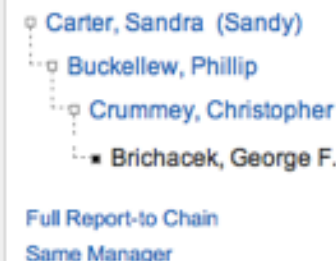 Carter, Sandra (Sandy)
Buckellew, Phillip
Crummey, Christopher
Brichacek, George F.
Full Report-to Chain
Same Manager